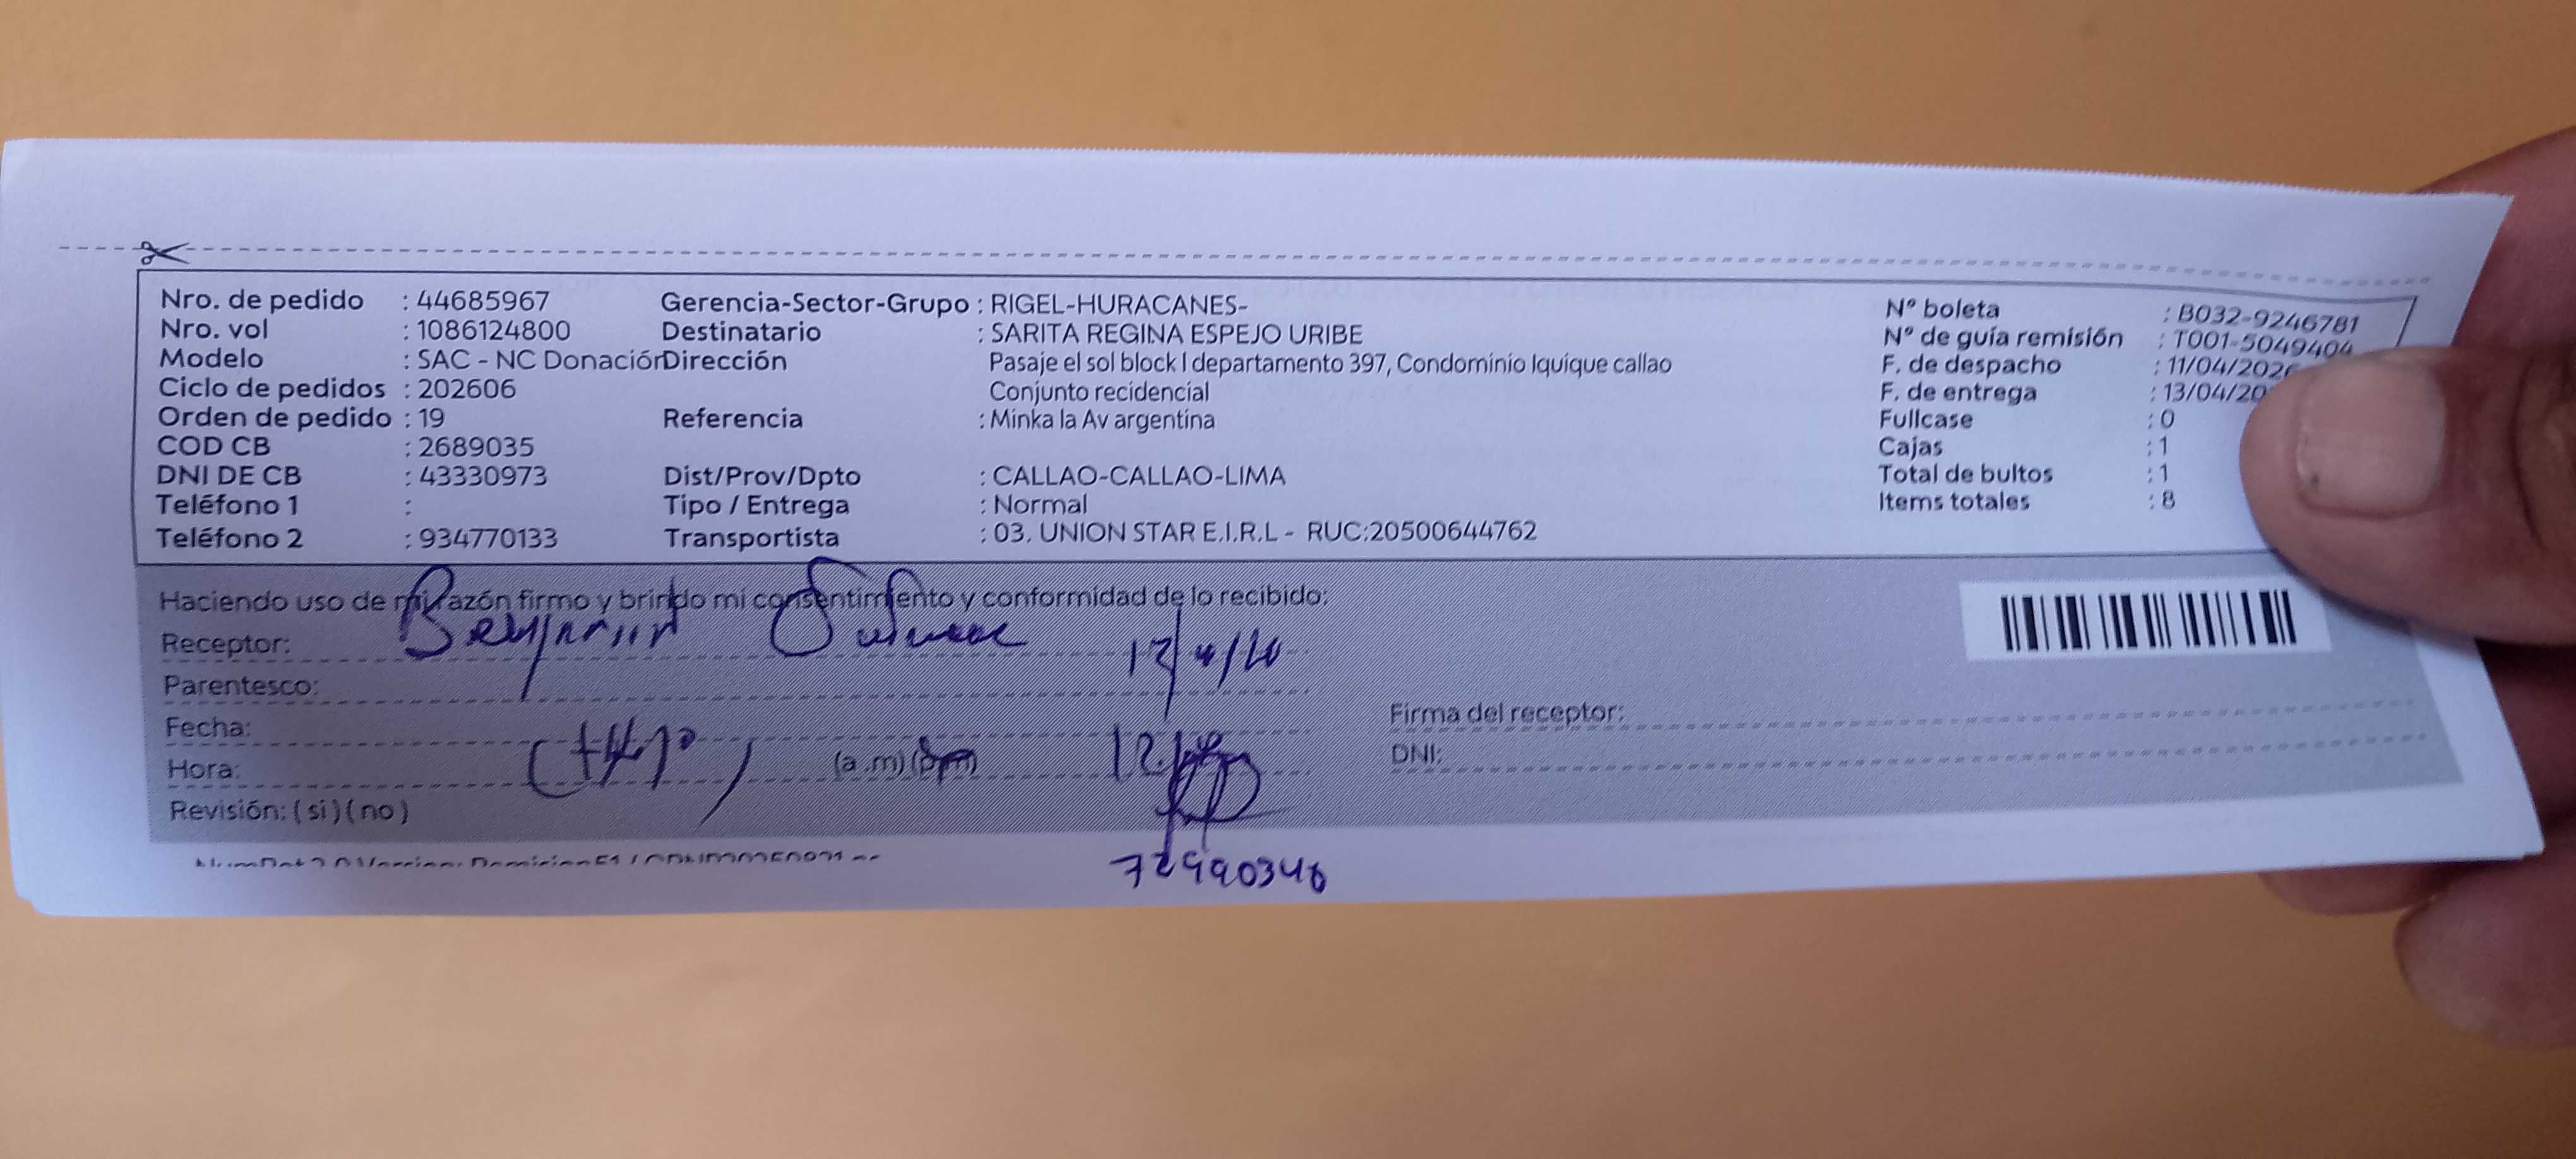 Nro. de pedido : 44685967 Gerencia-Sector-Grupo : RIGEL-HURACANES- N° boleta : B032-9246781
Nro. vol : 1086124800 Destinatario : SARITA REGINA ESPEJO URIBE N° de guía remisión : T001-5049404
Modelo : SAC - NC Donación Dirección Pasaje el sol block I departamento 397, Condominio Iquique callao F. de despacho : 11/04/2026
Ciclo de pedidos : 202606 Conjunto recidencial F. de entrega : 13/04/20
Orden de pedido : 19 Referencia : Minka la Av argentina Fullcase : 0
COD CB : 2689035 Cajas : 1
DNI DE CB : 43330973 Dist/Prov/Dpto : CALLAO-CALLAO-LIMA Total de bultos : 1
Teléfono 1 : Tipo / Entrega : Normal Items totales : 8
Teléfono 2 : 934770133 Transportista : 03. UNION STAR E.I.R.L - RUC:20500644762
Haciendo uso de mi razón firmo y brindo mi consentimiento y conformidad de lo recibido:
Receptor: Benjamin
Parentesco:
Fecha: Firma del receptor:
Hora: (a.m) (pm) DNI:
Revisión: ( si ) ( no )
72990346